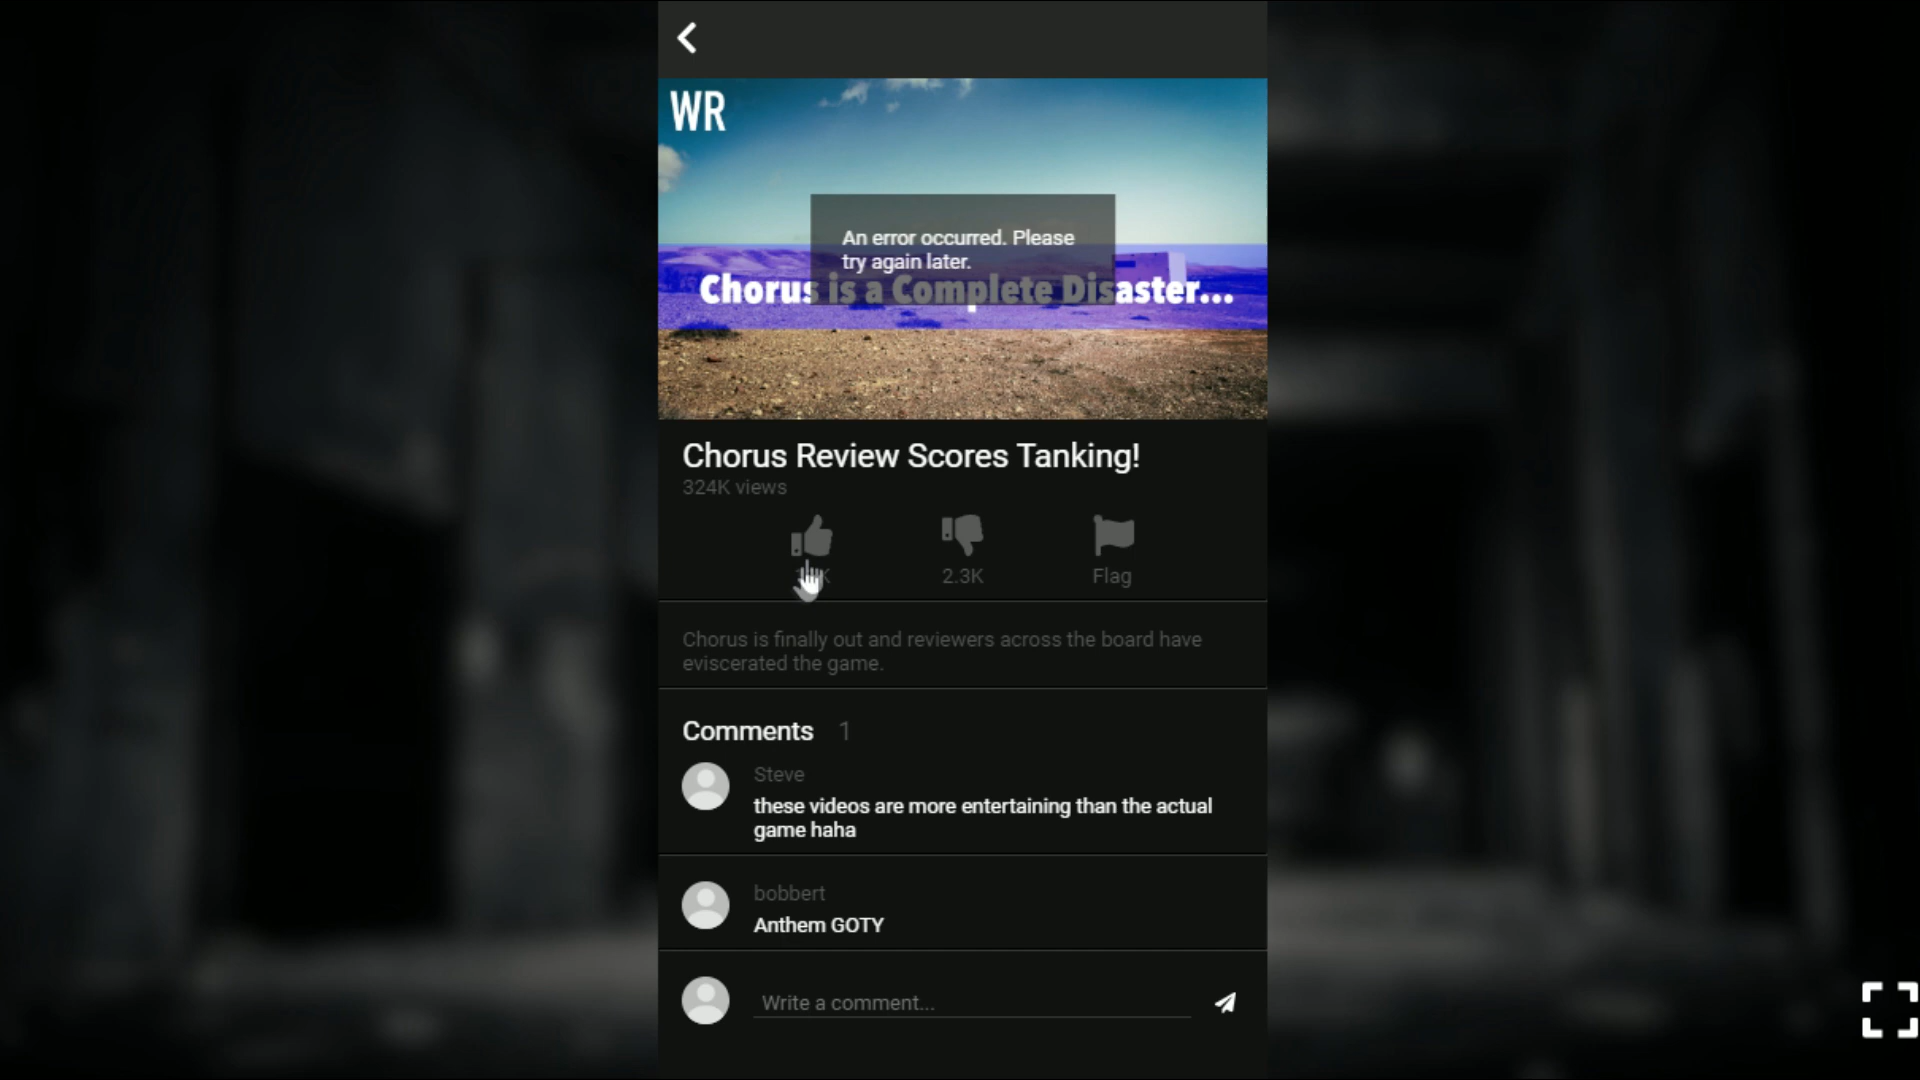 WR
An error occurred. Please
try again later.
Chorus is a Complete Disaster...
Chorus Review Scores Tanking!
324K views
2.3K
Flag
Chorus is finally out and reviewers across the board have
eviscerated the game.
Comments 1
Steve
these videos are more entertaining than the actual
game haha
bobbert
Anthem GOTY
Write a comment...